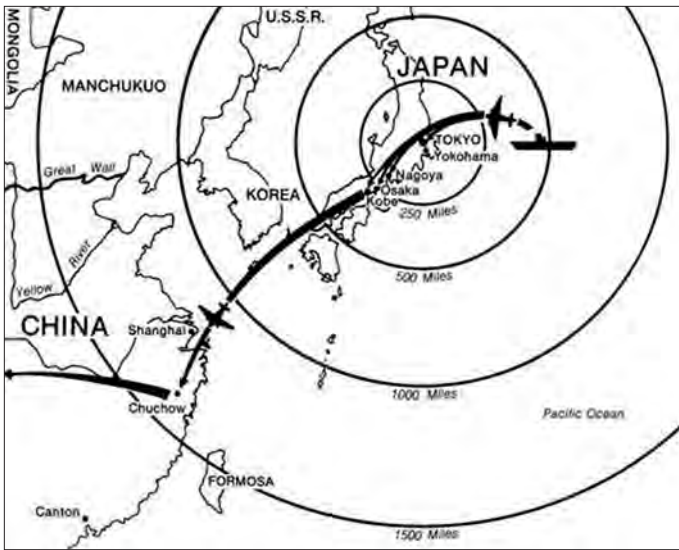 MONGOLIA
U.S.S.R.
MANCHUKUO
JAPAN
Great Wall
TOKYO
Yokohama
KOREA
Nagoya
Osaka
Kobe
250 Miles
Yellow River
500 Miles
CHINA
Shanghai
1000 Miles
Chuchow
Pacific Ocean
FORMOSA
Canton
1500 Miles